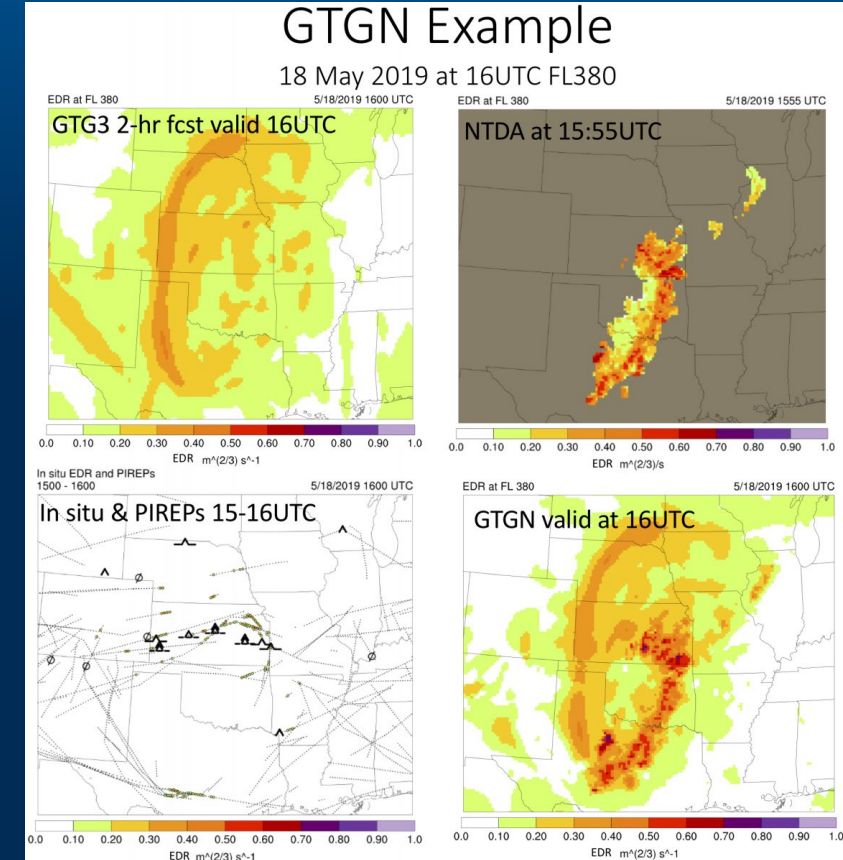 GTGN Example
18 May 2019 at 16UTC FL380
EDR at FL 380 5/18/2019 1600 UTC
GTG3 2-hr fcst valid 16UTC
0.0 0.10 0.20 0.30 0.40 0.50 0.60 0.70 0.80 0.90 1.0
EDR m^(2/3) s^-1
EDR at FL 380 5/18/2019 1555 UTC
NTDA at 15:55UTC
0.0 0.10 0.20 0.30 0.40 0.50 0.60 0.70 0.80 0.90 1.0
EDR m^(2/3)/s
In situ EDR and PIREPs
1500 - 1600 5/18/2019 1600 UTC
In situ & PIREPs 15-16UTC
0.0 0.10 0.20 0.30 0.40 0.50 0.60 0.70 0.80 0.90 1.0
EDR m^(2/3) s^-1
EDR at FL 380 5/18/2019 1600 UTC
GTGN valid at 16UTC
0.0 0.10 0.20 0.30 0.40 0.50 0.60 0.70 0.80 0.90 1.0
EDR m^(2/3) s^-1